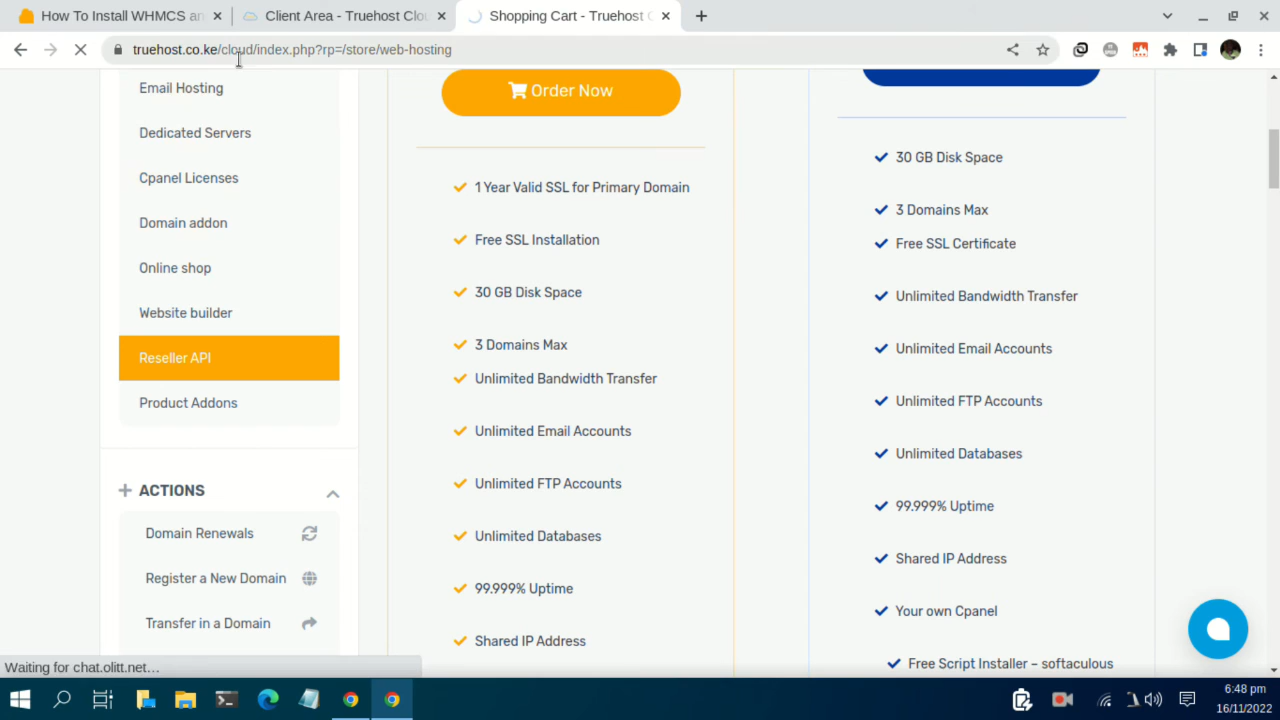 How To Install WHMCS an
Client Area - Truehost Clou
Shopping Cart - Truehost C
truehost.co.ke/cloud/index.php?rp=/store/web-hosting
Email Hosting
Dedicated Servers
Cpanel Licenses
Domain addon
Online shop
Website builder
Reseller API
Product Addons
ACTIONS
Domain Renewals
Register a New Domain
Transfer in a Domain
Order Now
1 Year Valid SSL for Primary Domain
Free SSL Installation
30 GB Disk Space
3 Domains Max
Unlimited Bandwidth Transfer
Unlimited Email Accounts
Unlimited FTP Accounts
Unlimited Databases
99.999% Uptime
Shared IP Address
30 GB Disk Space
3 Domains Max
Free SSL Certificate
Unlimited Bandwidth Transfer
Unlimited Email Accounts
Unlimited FTP Accounts
Unlimited Databases
99.999% Uptime
Shared IP Address
Your own Cpanel
Free Script Installer – softaculous
Waiting for chat.olitt.net...
6:48 pm
16/11/2022